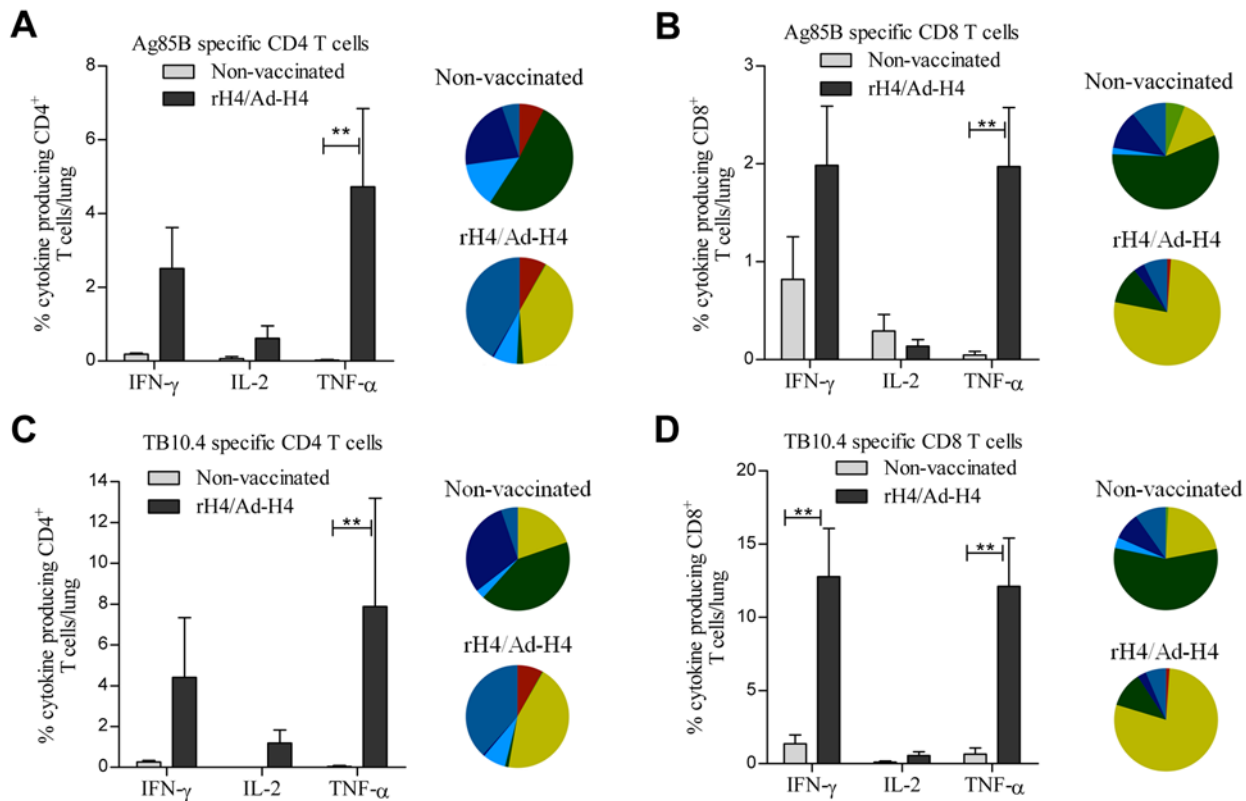 A
Ag85B specific CD4 T cells
Non-vaccinated
rH4/Ad-H4
% cytokine producing CD4⁺
T cells/lung
8
6
4
2
0
**
IFN-γ
IL-2
TNF-α
Non-vaccinated
rH4/Ad-H4
B
Ag85B specific CD8 T cells
Non-vaccinated
rH4/Ad-H4
% cytokine producing CD8⁺
T cells/lung
3
2
1
0
**
IFN-γ
IL-2
TNF-α
Non-vaccinated
rH4/Ad-H4
C
TB10.4 specific CD4 T cells
Non-vaccinated
rH4/Ad-H4
% cytokine producing CD4⁺
T cells/lung
14
12
10
8
6
4
2
0
**
IFN-γ
IL-2
TNF-α
Non-vaccinated
rH4/Ad-H4
D
TB10.4 specific CD8 T cells
Non-vaccinated
rH4/Ad-H4
% cytokine producing CD8⁺
T cells/lung
20
15
10
5
0
**
**
IFN-γ
IL-2
TNF-α
Non-vaccinated
rH4/Ad-H4